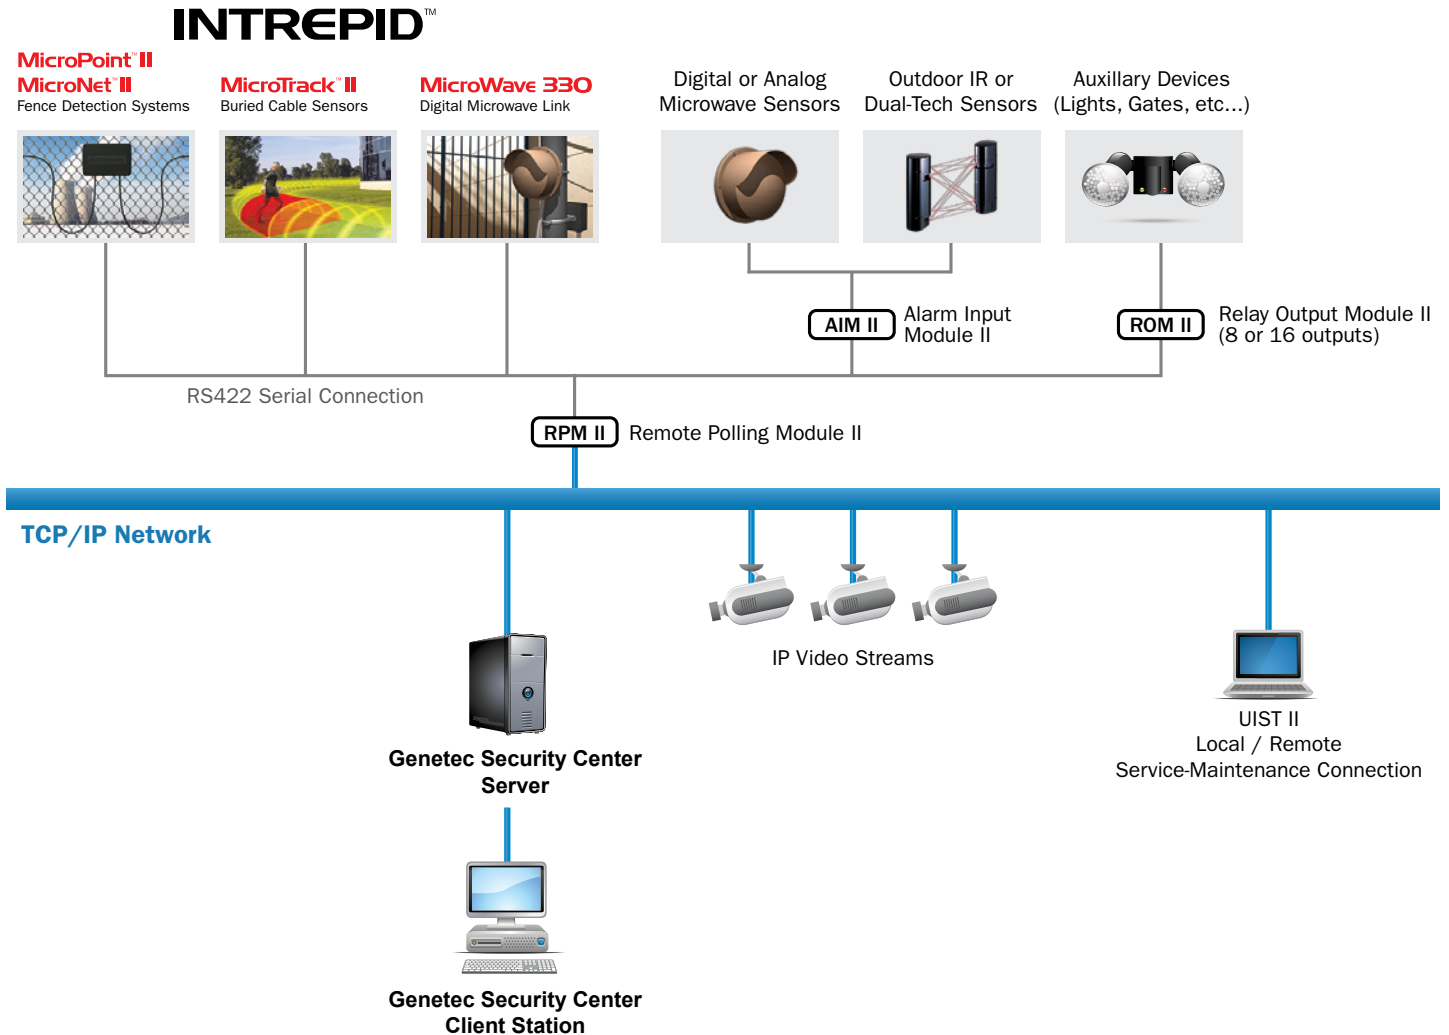 INTREPID™
MicroPoint™ II
MicroNet™ II
Fence Detection Systems
MicroTrack™ II
Buried Cable Sensors
MicroWave 330
Digital Microwave Link
Digital or Analog
Microwave Sensors
Outdoor IR or
Dual-Tech Sensors
Auxillary Devices
(Lights, Gates, etc...)
AIM II
Alarm Input
Module II
ROM II
Relay Output Module II
(8 or 16 outputs)
RS422 Serial Connection
RPM II
Remote Polling Module II
TCP/IP Network
IP Video Streams
Genetec Security Center
Server
UIST II
Local / Remote
Service-Maintenance Connection
Genetec Security Center
Client Station